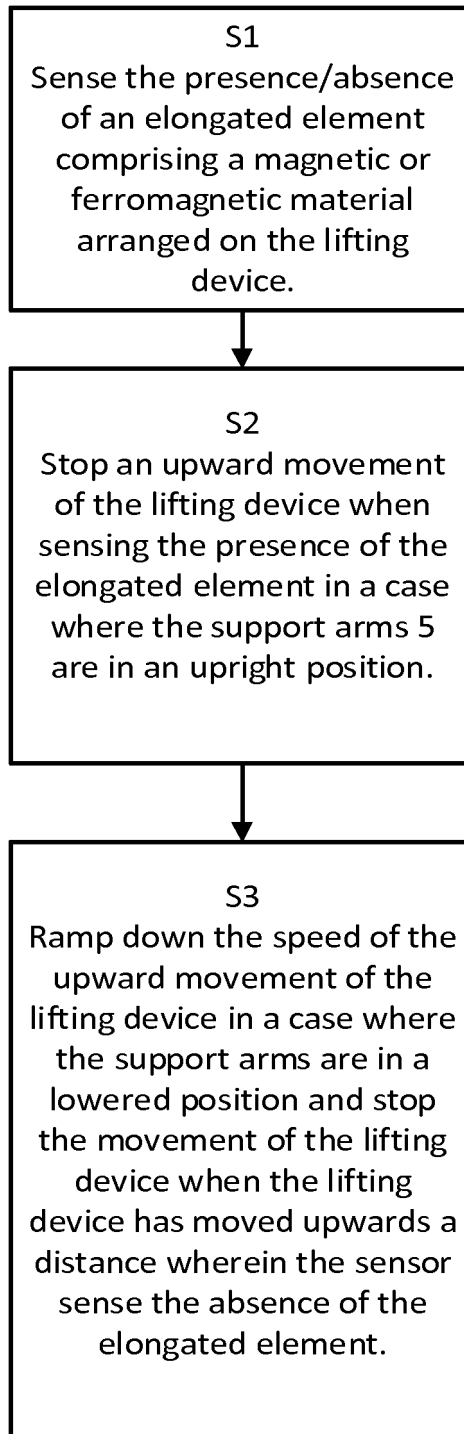 S1
Sense the presence/absence
of an elongated element
comprising a magnetic or
ferromagnetic material
arranged on the lifting
device.
S2
Stop an upward movement
of the lifting device when
sensing the presence of the
elongated element in a case
where the support arms 5
are in an upright position.
S3
Ramp down the speed of the
upward movement of the
lifting device in a case where
the support arms are in a
lowered position and stop
the movement of the lifting
device when the lifting
device has moved upwards a
distance wherein the sensor
sense the absence of the
elongated element.